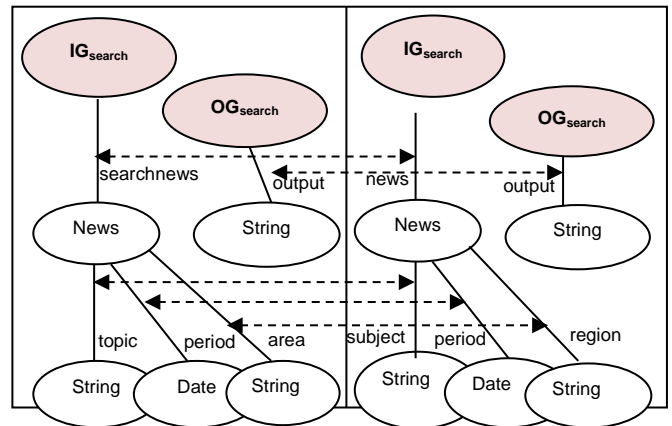 IGsearch
IGsearch
OGsearch
OGsearch
searchnews
output
news
output
News
String
News
String
topic
period
area
subject
period
region
String
Date
String
String
Date
String